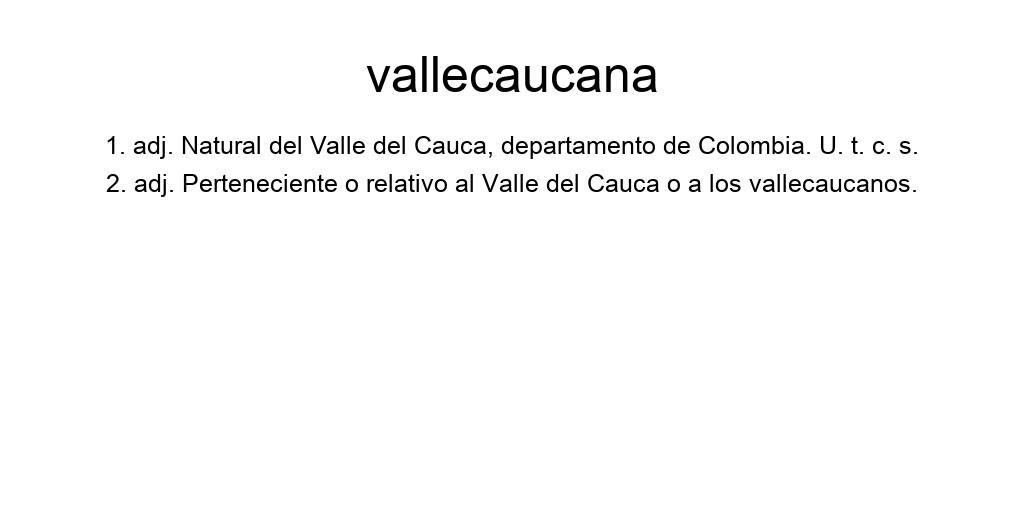 vallecaucana
1. adj. Natural del Valle del Cauca, departamento de Colombia. U. t. c. s.
2. adj. Perteneciente o relativo al Valle del Cauca o a los vallecaucanos.